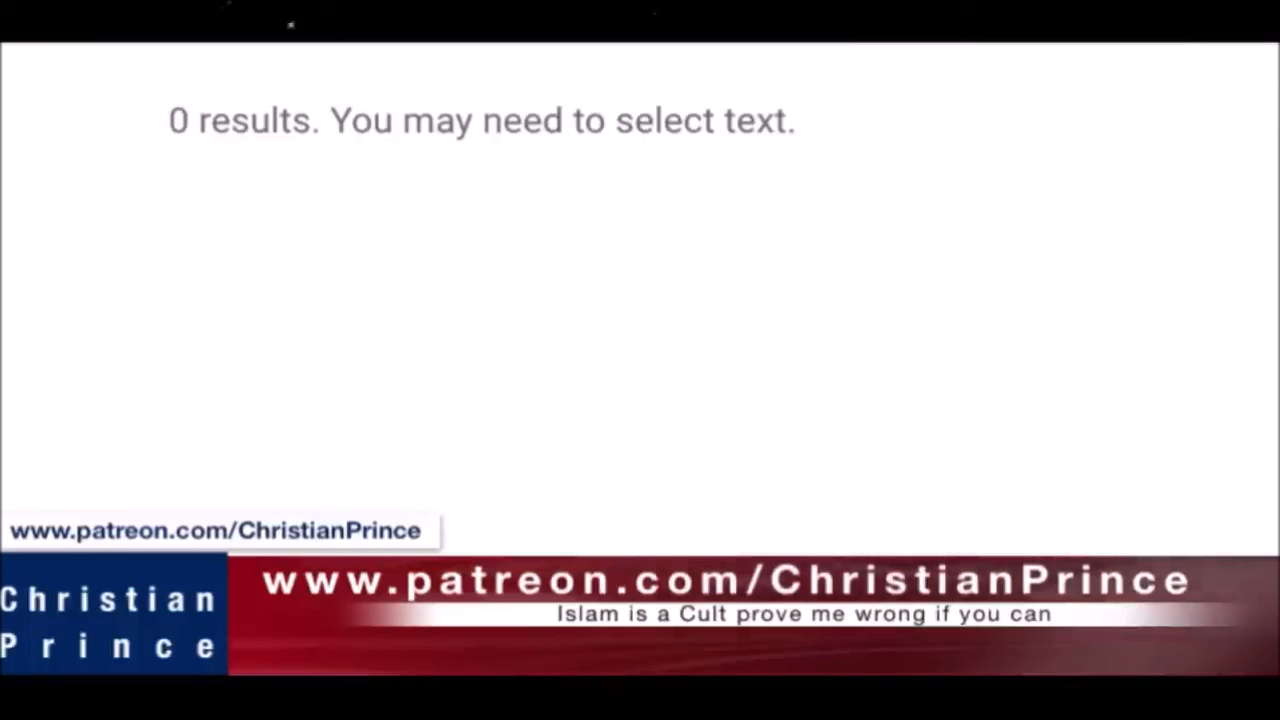 0 results. You may need to select text.
www.patreon.com/ChristianPrince
Christian
Prince
www.patreon.com/ChristianPrince
Islam is a Cult prove me wrong if you can